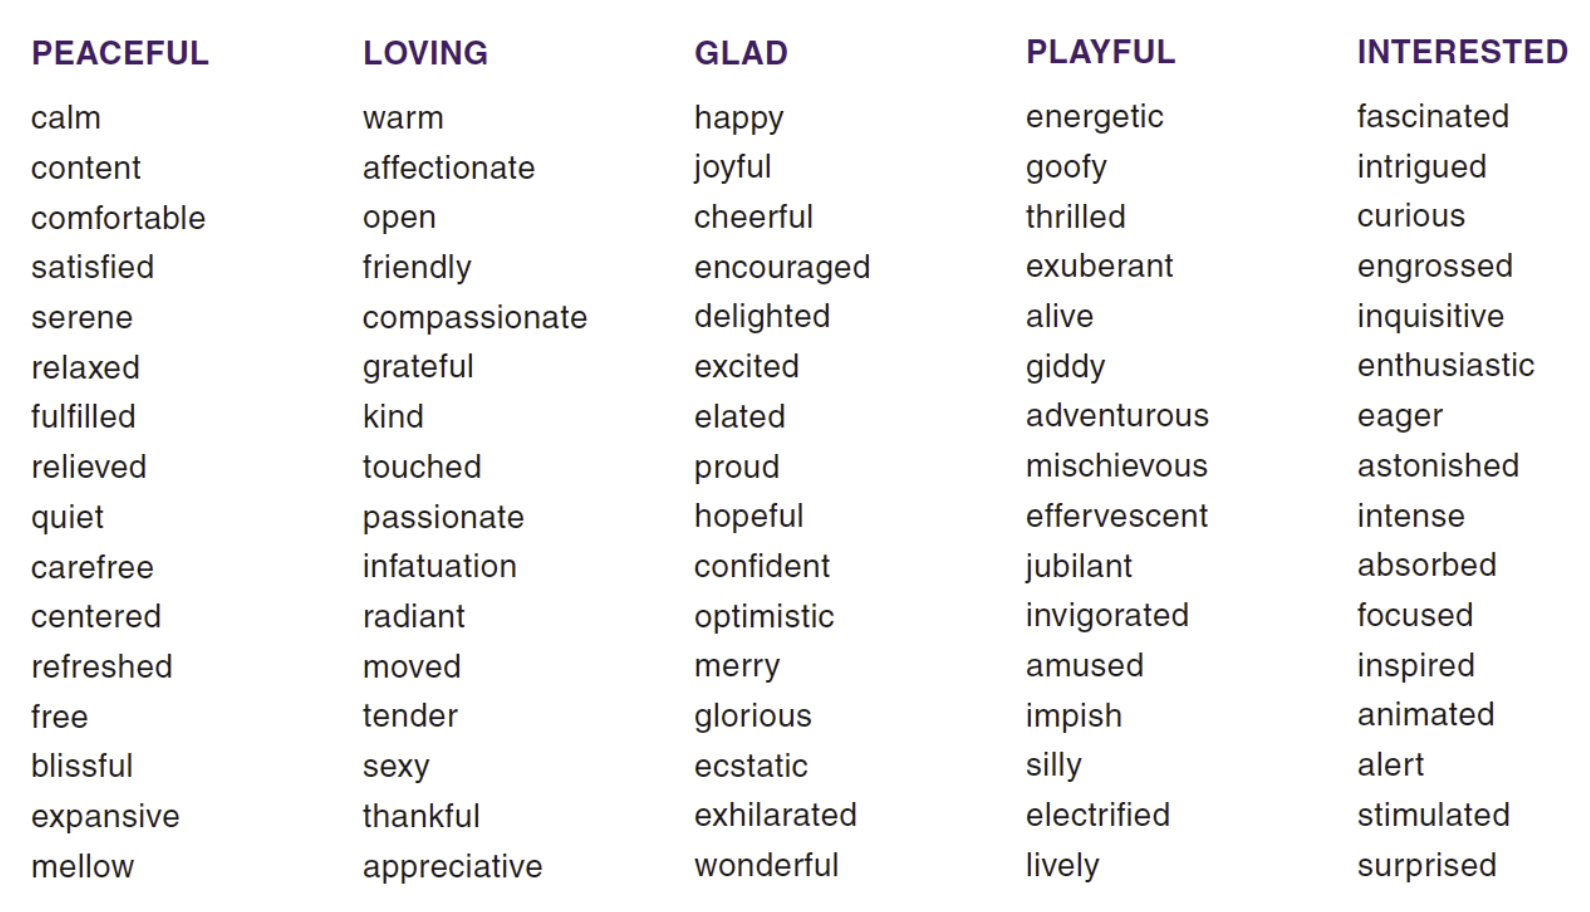 PEACEFUL LOVING GLAD PLAYFUL INTERESTED
calm warm happy energetic fascinated
content affectionate joyful goofy intrigued
comfortable open cheerful thrilled curious
satisfied friendly encouraged exuberant engrossed
serene compassionate delighted alive inquisitive
relaxed grateful excited giddy enthusiastic
fulfilled kind elated adventurous eager
relieved touched proud mischievous astonished
quiet passionate hopeful effervescent intense
carefree infatuation confident jubilant absorbed
centered radiant optimistic invigorated focused
refreshed moved merry amused inspired
free tender glorious impish animated
blissful sexy ecstatic silly alert
expansive thankful exhilarated electrified stimulated
mellow appreciative wonderful lively surprised